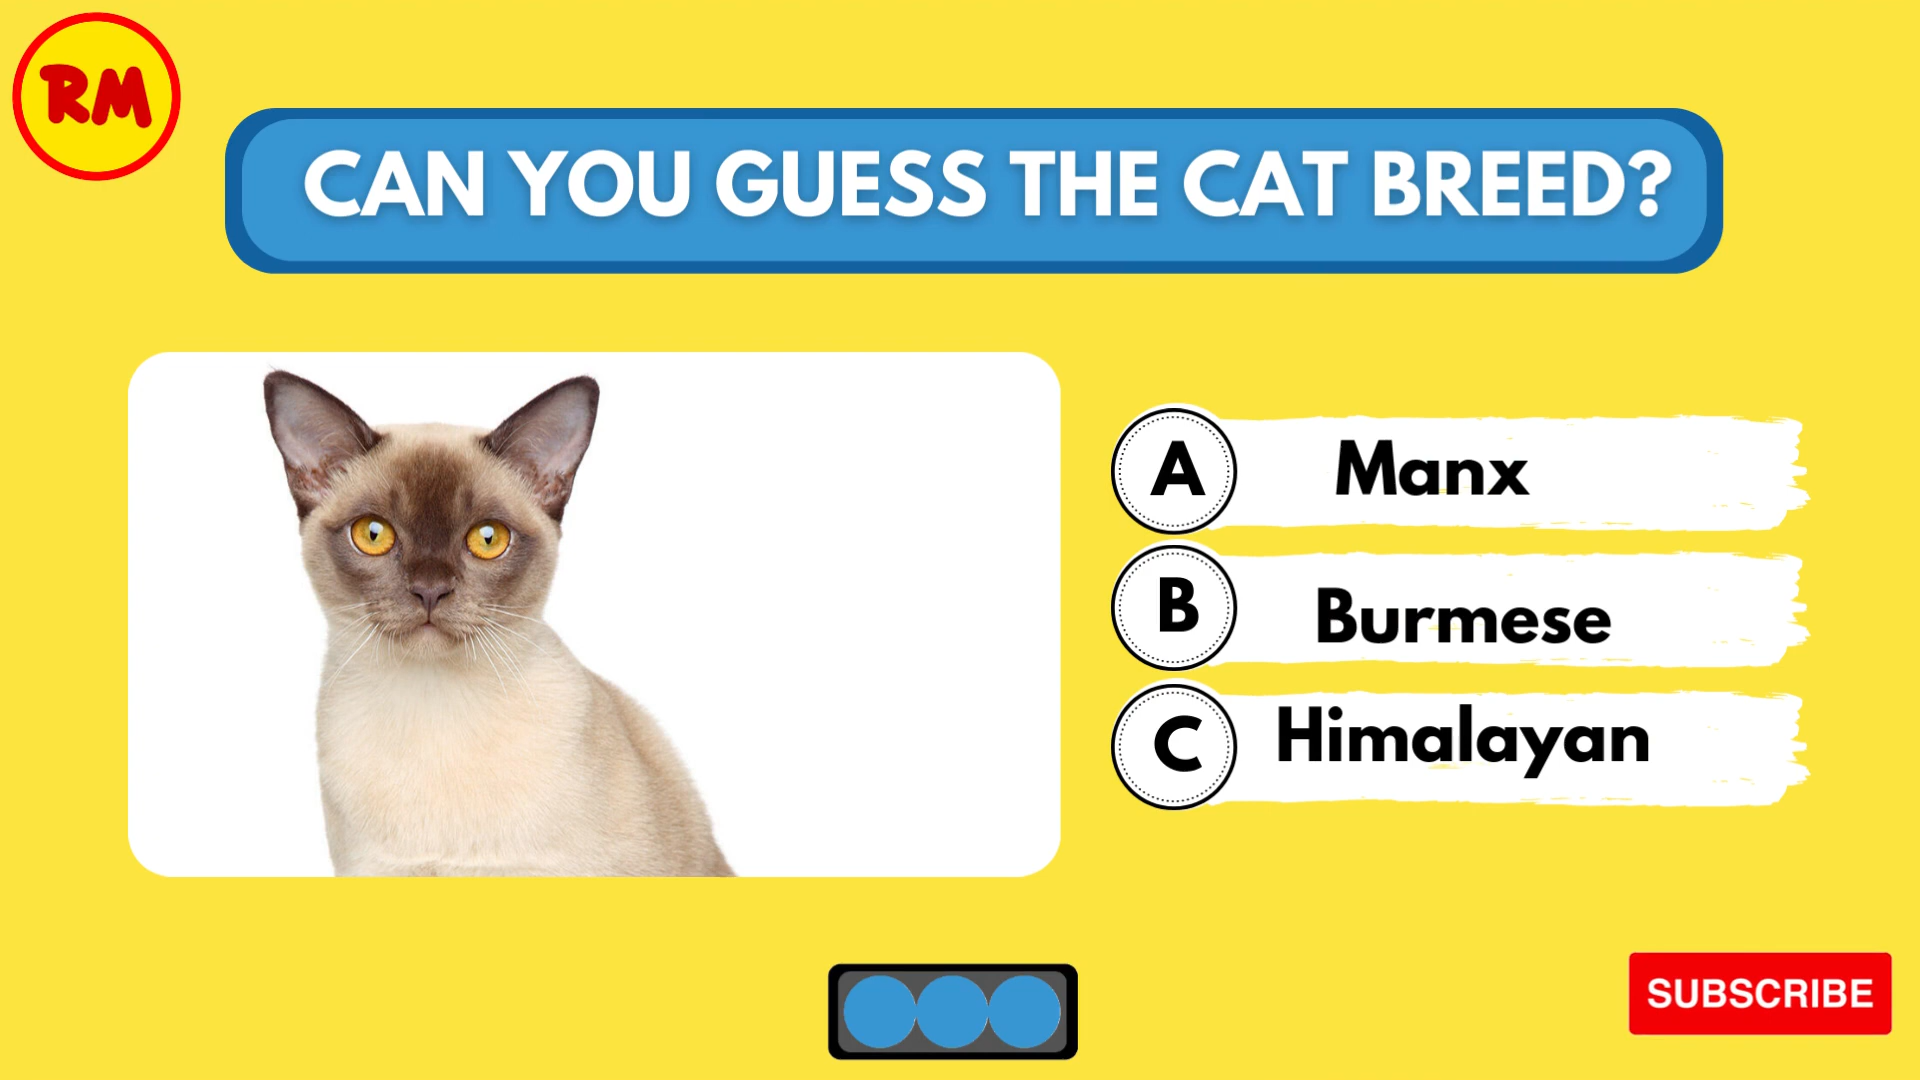 RM
CAN YOU GUESS THE CAT BREED?
A Manx
B Burmese
C Himalayan
SUBSCRIBE